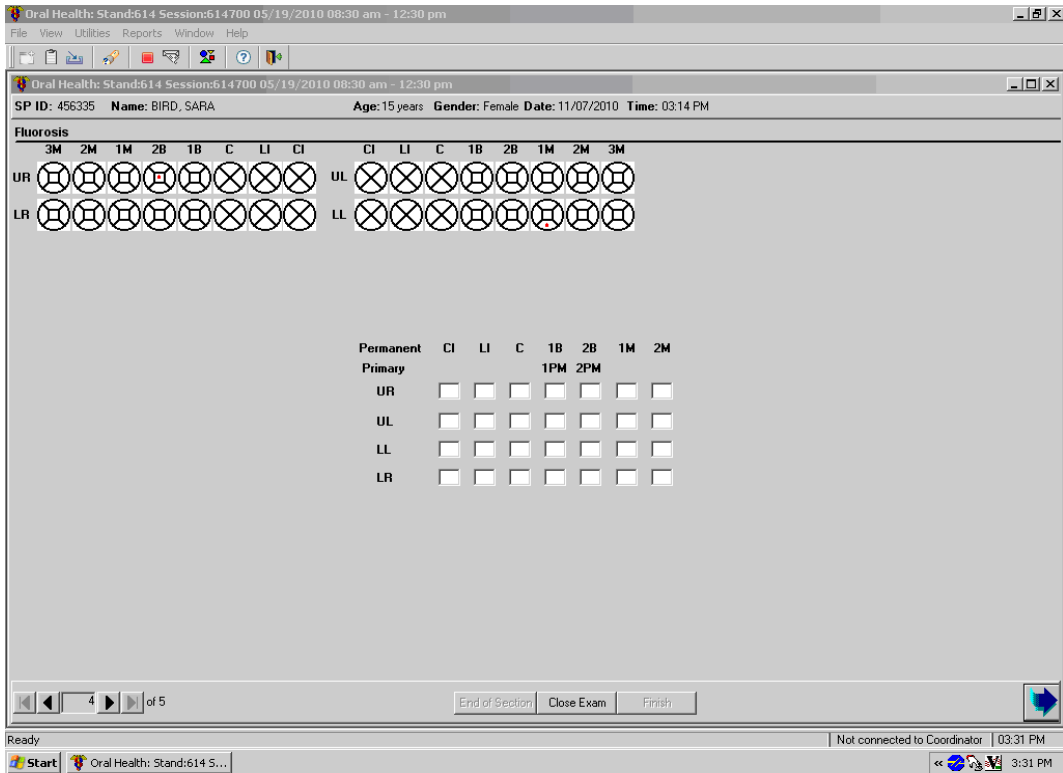 Oral Health: Stand:614 Session:614700 05/19/2010 08:30 am - 12:30 pm
File View Utilities Reports Window Help
Oral Health: Stand:614 Session:614700 05/19/2010 08:30 am - 12:30 pm
SP ID: 456335 Name: BIRD, SARA Age: 15 years Gender: Female Date: 11/07/2010 Time: 03:14 PM
Fluorosis
3M 2M 1M 2B 1B C LI CI CI LI C 1B 2B 1M 2M 3M
UR UL
LR LL
Permanent CI LI C 1B 2B 1M 2M
Primary 1PM 2PM
UR
UL
LL
LR
4 of 5 End of Section Close Exam Finish
Ready Not connected to Coordinator 03:31 PM
Start Oral Health: Stand:614 S... « 3:31 PM